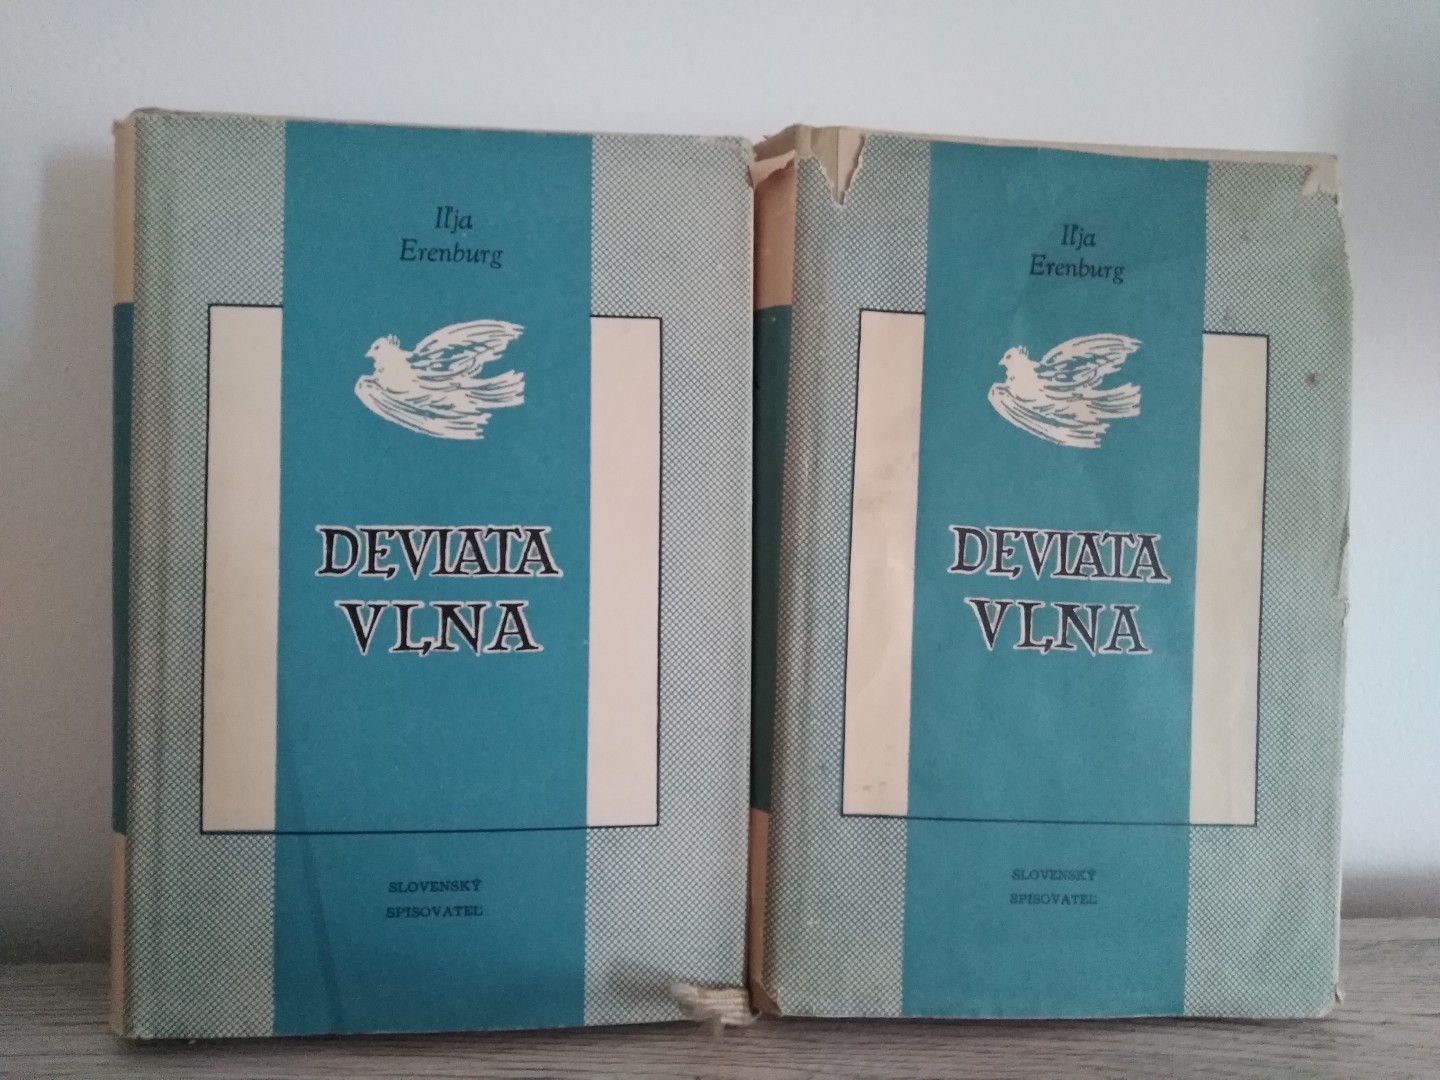 Iľja
Erenburg
DEVIATA
VLNA
SLOVENSKÝ
SPISOVATEĽ
Iľja
Erenburg
DEVIATA
VLNA
SLOVENSKÝ
SPISOVATEĽ